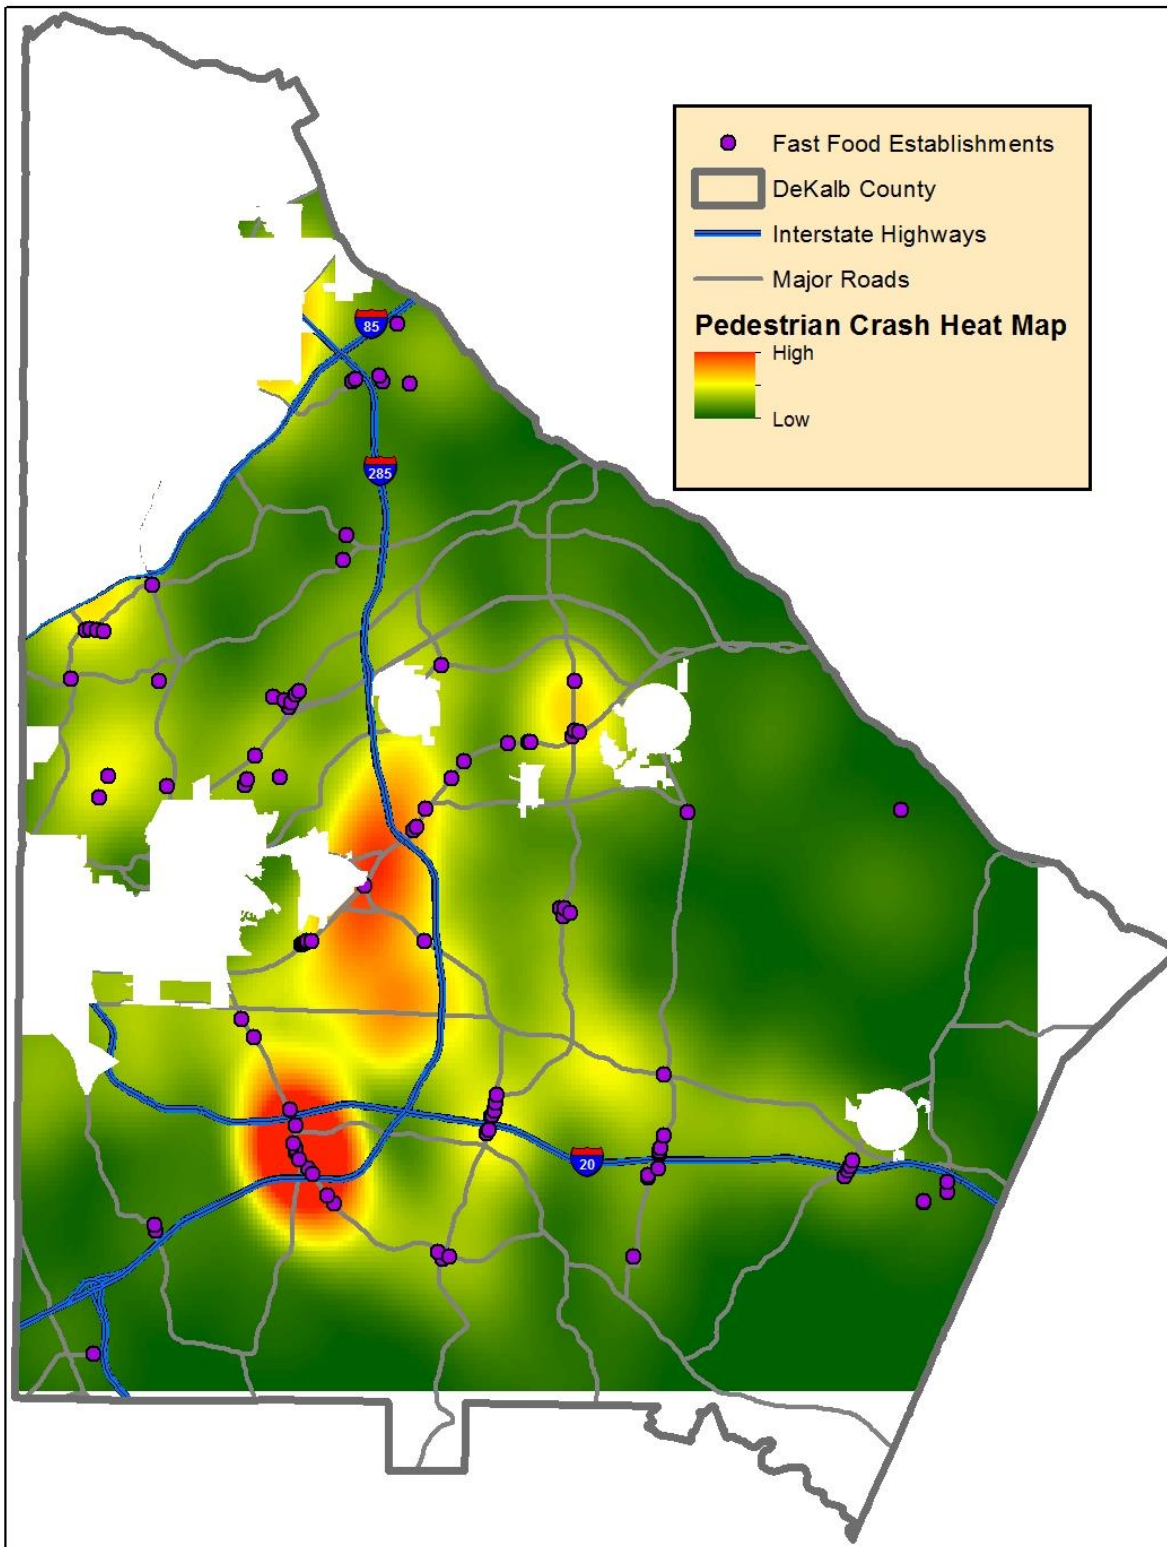 Fast Food Establishments
DeKalb County
Interstate Highways
Major Roads
Pedestrian Crash Heat Map
High
Low
85
285
20